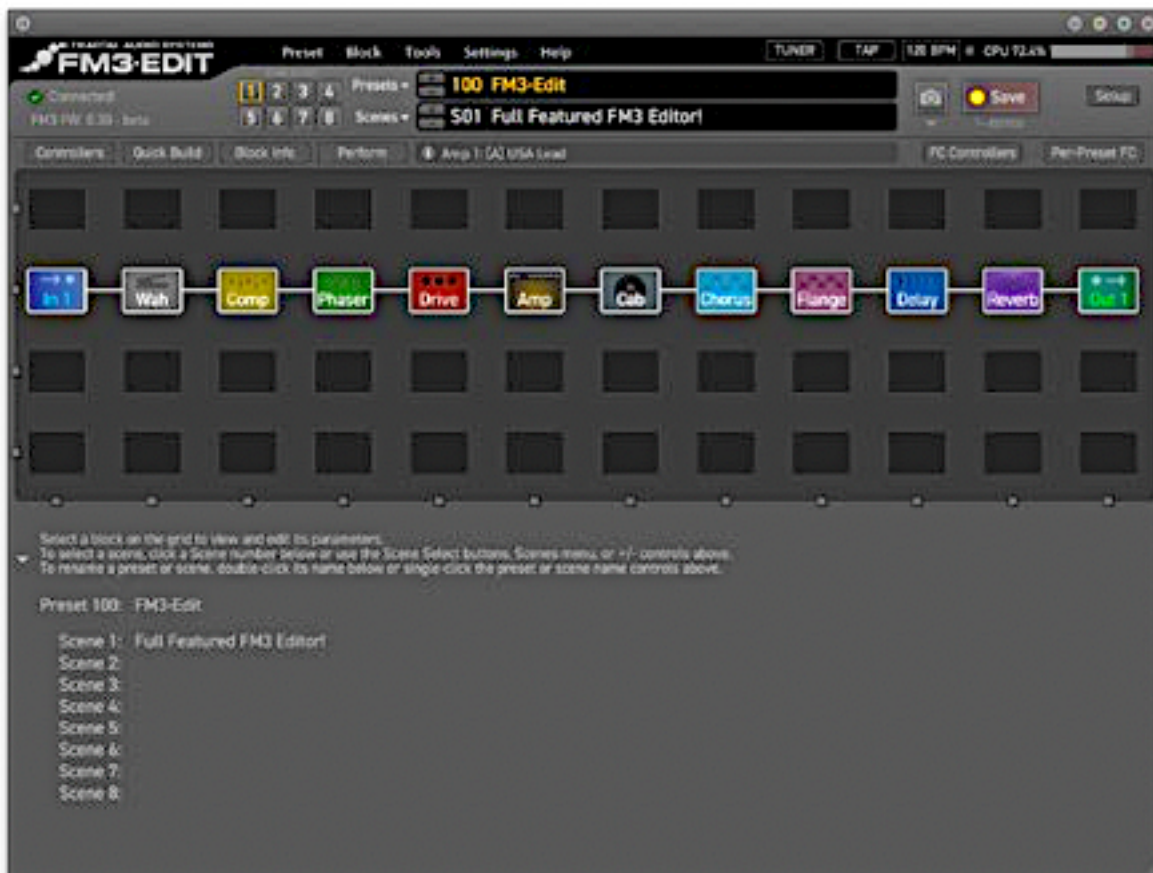 FRACTAL AUDIO SYSTEMS
FM3-EDIT
Preset Block Tools Settings Help
TUNER TAP 120 BPM CPU 72.4%
Connected!
1 2 3 4
Presets
100 FM3-Edit
Save
Setup
5 6 7 8
Scenes
S01 Full Featured FM3 Editor!
Controllers Quick Build Block Info Perform Amp 1: [A] USA Lead FC Controllers Per-Preset FC
In 1 Wah Comp Phaser Drive Amp Cab Chorus Flange Delay Reverb Out 1
Select a block on the grid to view and edit its parameters.
To select a scene, click a Scene number below or use the Scene Select buttons, Scenes menu, or +/- controls above.
To rename a preset or scene, double-click its name below or single-click the preset or scene name controls above.
Preset 100: FM3-Edit
Scene 1: Full Featured FM3 Editor!
Scene 2:
Scene 3:
Scene 4:
Scene 5:
Scene 6:
Scene 7:
Scene 8: